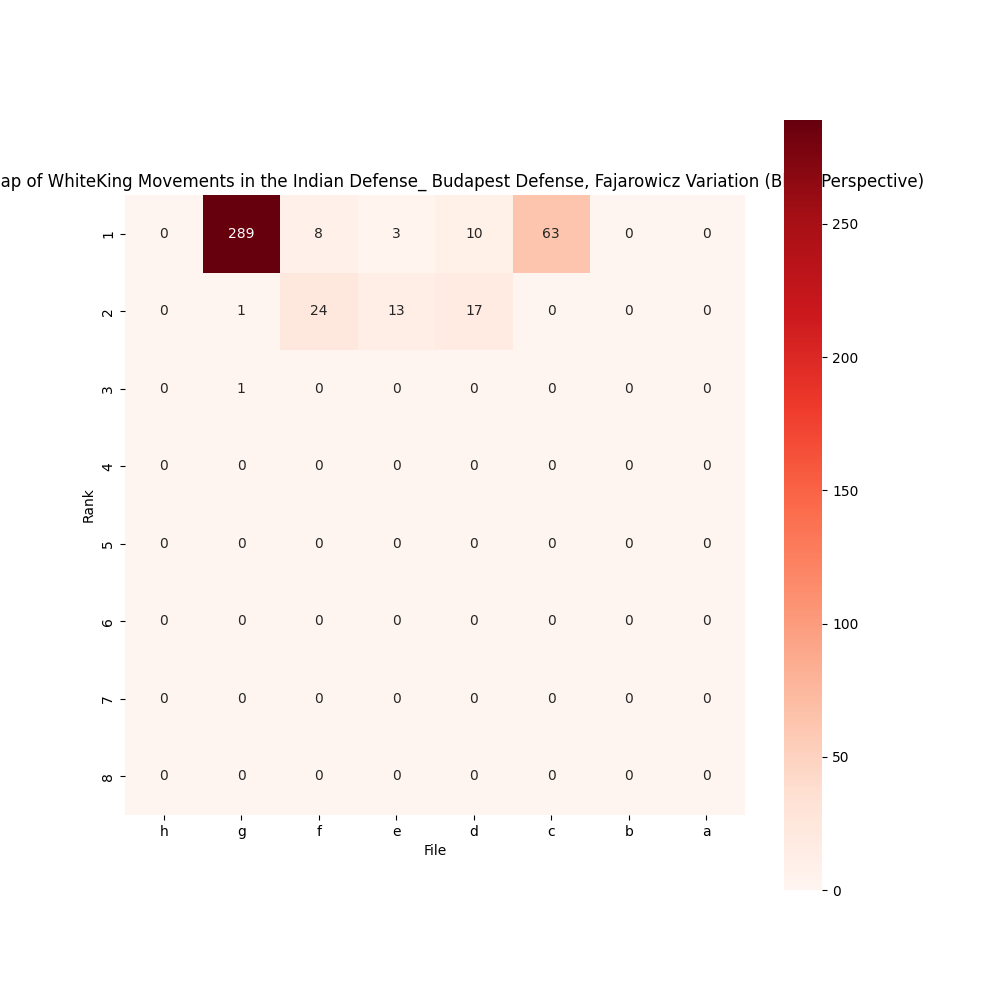 ap of WhiteKing Movements in the Indian Defense_ Budapest Defense, Fajarowicz Variation (B Perspective)
1 0 289 8 3 10 63 0 0
2 0 1 24 13 17 0 0 0
3 0 1 0 0 0 0 0 0
4 0 0 0 0 0 0 0 0
5 0 0 0 0 0 0 0 0
6 0 0 0 0 0 0 0 0
7 0 0 0 0 0 0 0 0
8 0 0 0 0 0 0 0 0
h g f e d c b a
File
Rank
250
200
150
100
50
0